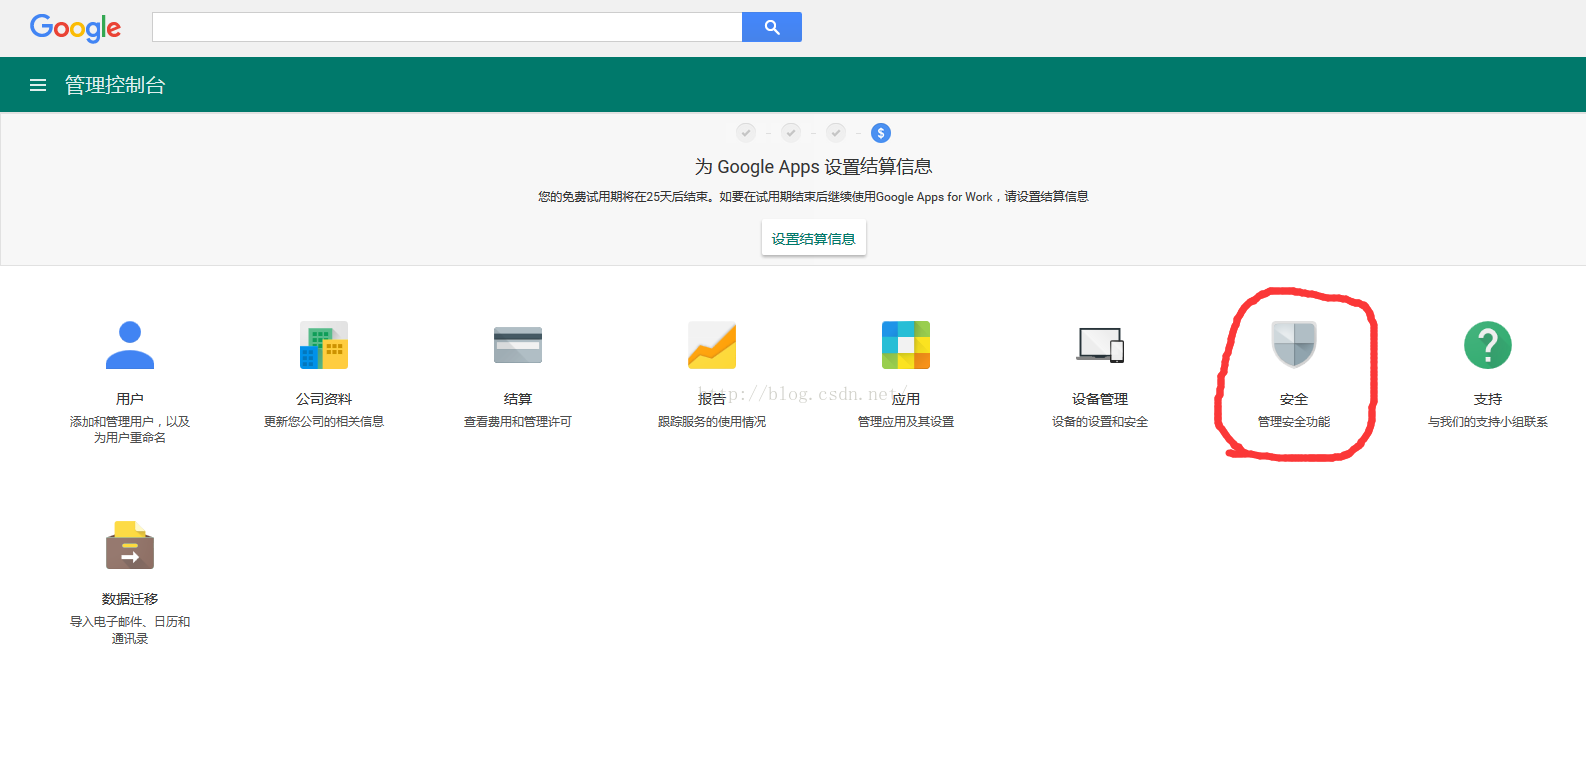 Google
管理控制台
为 Google Apps 设置结算信息
您的免费试用期将在25天后结束。如要在试用期结束后继续使用Google Apps for Work，请设置结算信息
设置结算信息
用户
添加和管理用户，以及
为用户重命名
公司资料
更新您公司的相关信息
结算
查看费用和管理许可
报告
跟踪服务的使用情况
应用
管理应用及其设置
设备管理
设备的设置和安全
安全
管理安全功能
支持
与我们的支持小组联系
http://blog.csdn.net/
数据迁移
导入电子邮件、日历和
通讯录